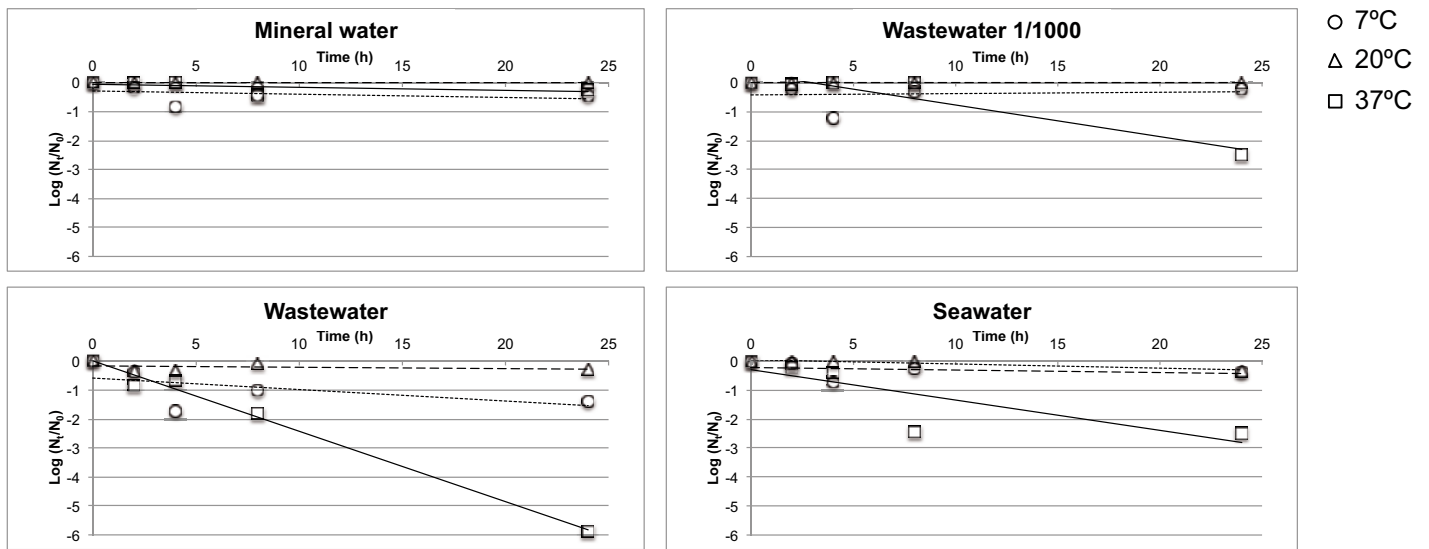 Mineral water
Time (h)
0 5 10 15 20 25
0
-1
-2
-3
-4
-5
-6
Log (Nt/N0)
Wastewater 1/1000
Time (h)
0 5 10 15 20 25
0
-1
-2
-3
-4
-5
-6
Log (Nt/N0)
7ºC
20ºC
37ºC
Wastewater
Time (h)
0 5 10 15 20 25
0
-1
-2
-3
-4
-5
-6
Log (Nt/N0)
Seawater
Time (h)
0 5 10 15 20 25
0
-1
-2
-3
-4
-5
-6
Log (Nt/N0)